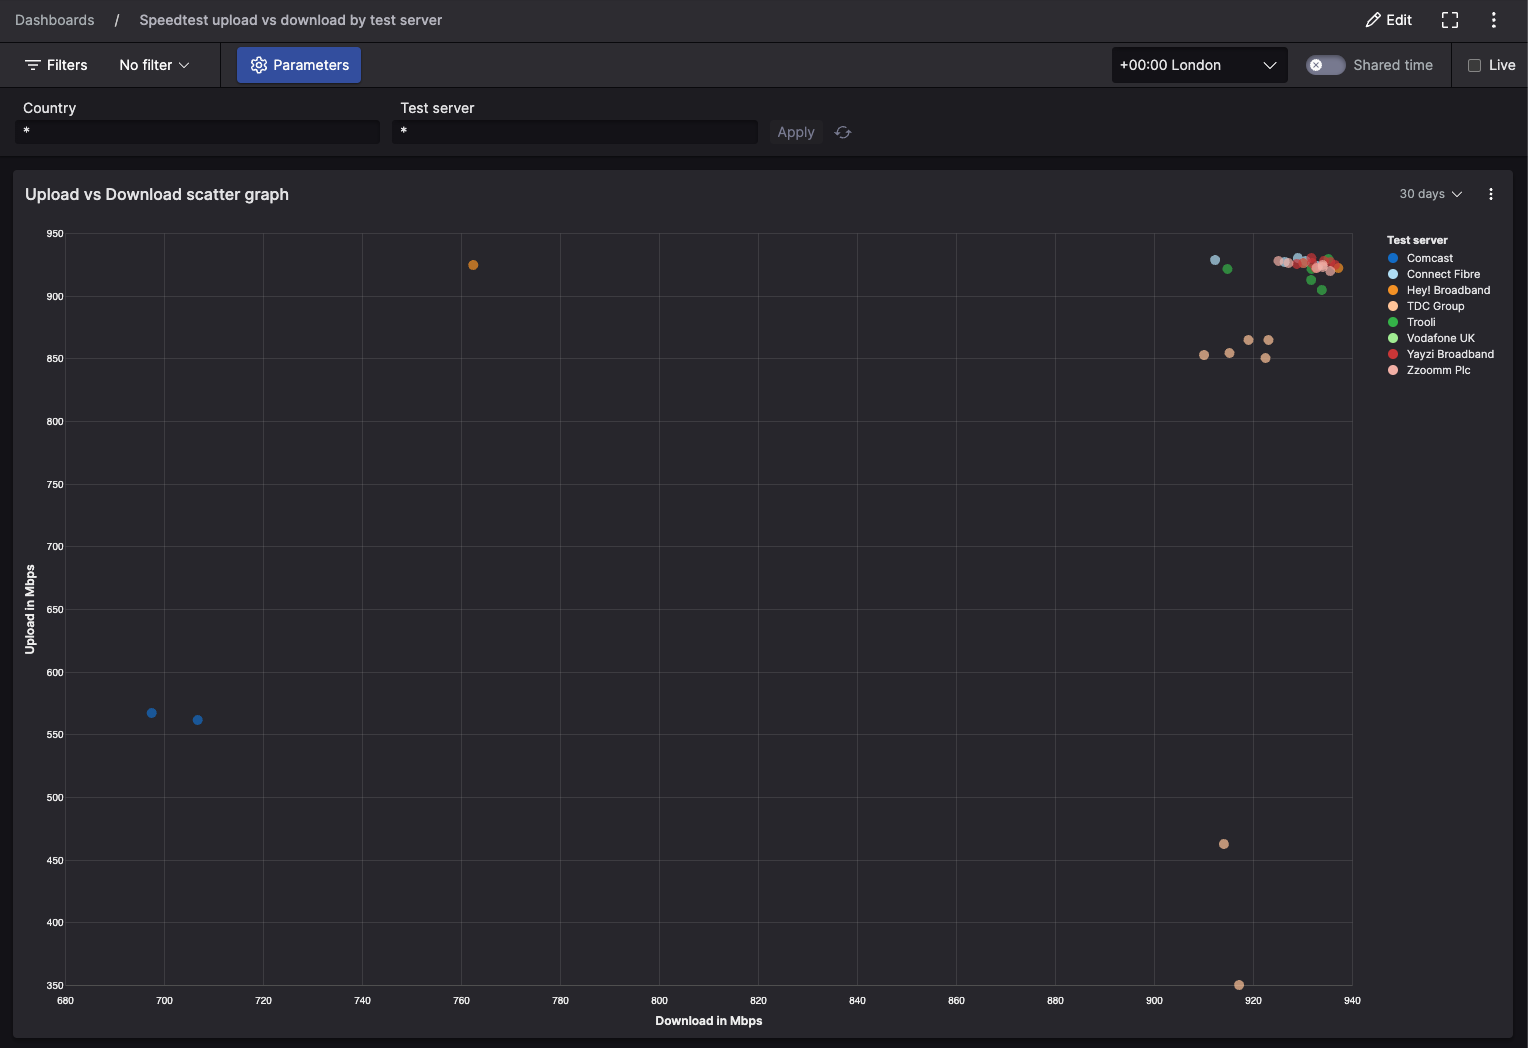 Dashboards / Speedtest upload vs download by test server Edit
Filters No filter Parameters +00:00 London Shared time Live
Country Test server
* * Apply
Upload vs Download scatter graph 30 days
950
900
850
800
750
700
650
600
550
500
450
400
350
Upload in Mbps
680 700 720 740 760 780 800 820 840 860 880 900 920 940
Download in Mbps
Test server
Comcast
Connect Fibre
Hey! Broadband
TDC Group
Trooli
Vodafone UK
Yayzi Broadband
Zzoomm Plc